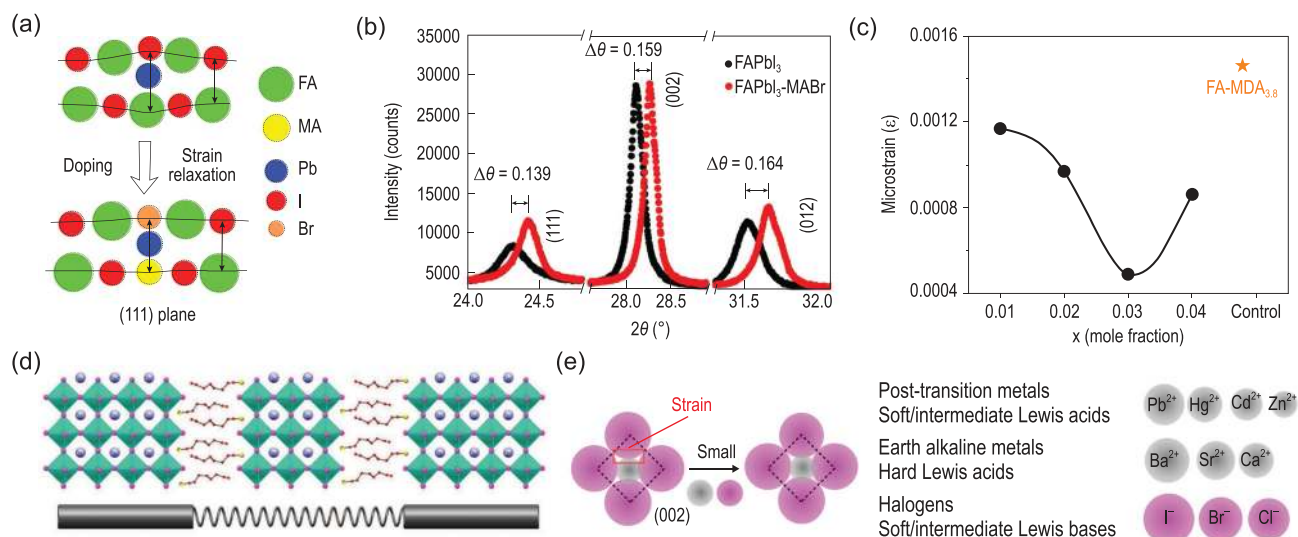 (a)
FA
MA
Pb
I
Br
Doping
Strain
relaxation
(111) plane
(b)
35000
30000
25000
20000
15000
10000
5000
Intensity (counts)
Δθ = 0.139
(111)
Δθ = 0.159
(002)
Δθ = 0.164
(012)
FAPbI₃
FAPbI₃-MABr
24.0
24.5
28.1
28.5
31.5
32.0
2θ (°)
(c)
0.0016
0.0012
0.0008
0.0004
Microstrain (ε)
FA-MDA₃.₈
0.01
0.02
0.03
0.04
Control
x (mole fraction)
(d)
(e)
Strain
Small
(002)
Post-transition metals
Soft/intermediate Lewis acids
Pb²⁺ Hg²⁺ Cd²⁺ Zn²⁺
Earth alkaline metals
Hard Lewis acids
Ba²⁺ Sr²⁺ Ca²⁺
Halogens
Soft/intermediate Lewis bases
I⁻ Br⁻ Cl⁻